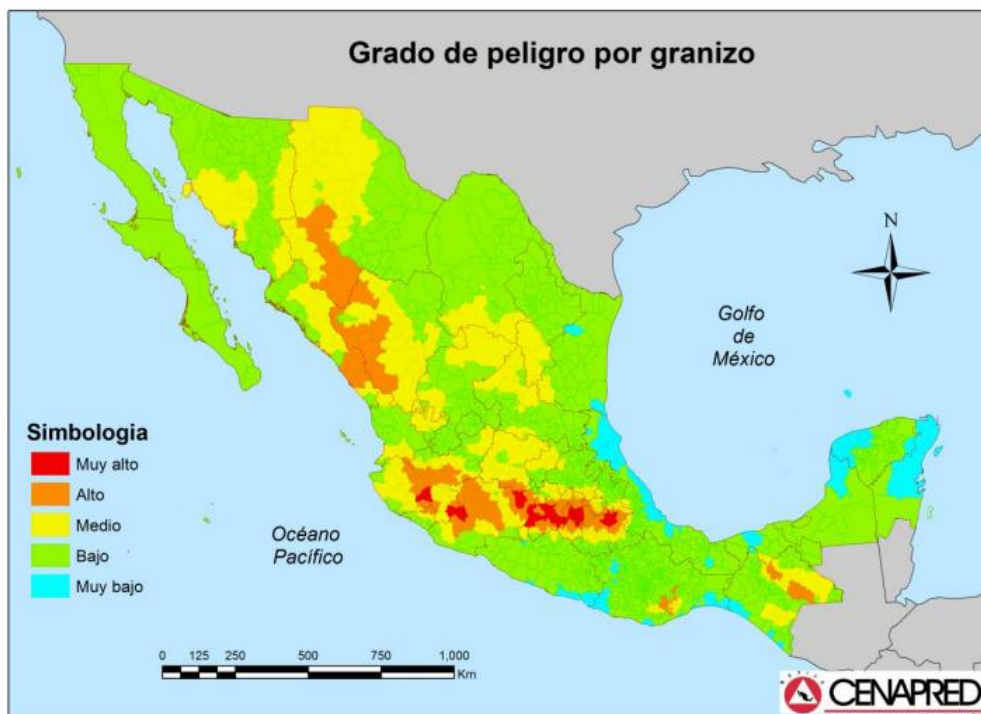 Grado de peligro por granizo
N
Golfo
de
México
Simbologia
Muy alto
Alto
Medio
Bajo
Muy bajo
Océano
Pacífico
0 125 250 500 750 1,000
Km
MEXICO
CENAPRED